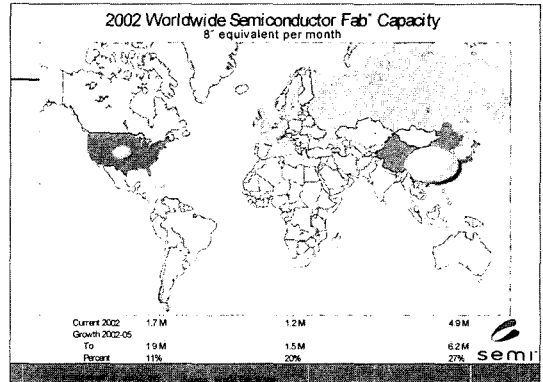 2002 Worldwide Semiconductor Fab* Capacity
8" equivalent per month
Current 2002 1.7 M 1.2 M 4.9 M
Growth 2002-05
To 1.9 M 1.5 M 6.2 M
Percent 11% 20% 27%
semi